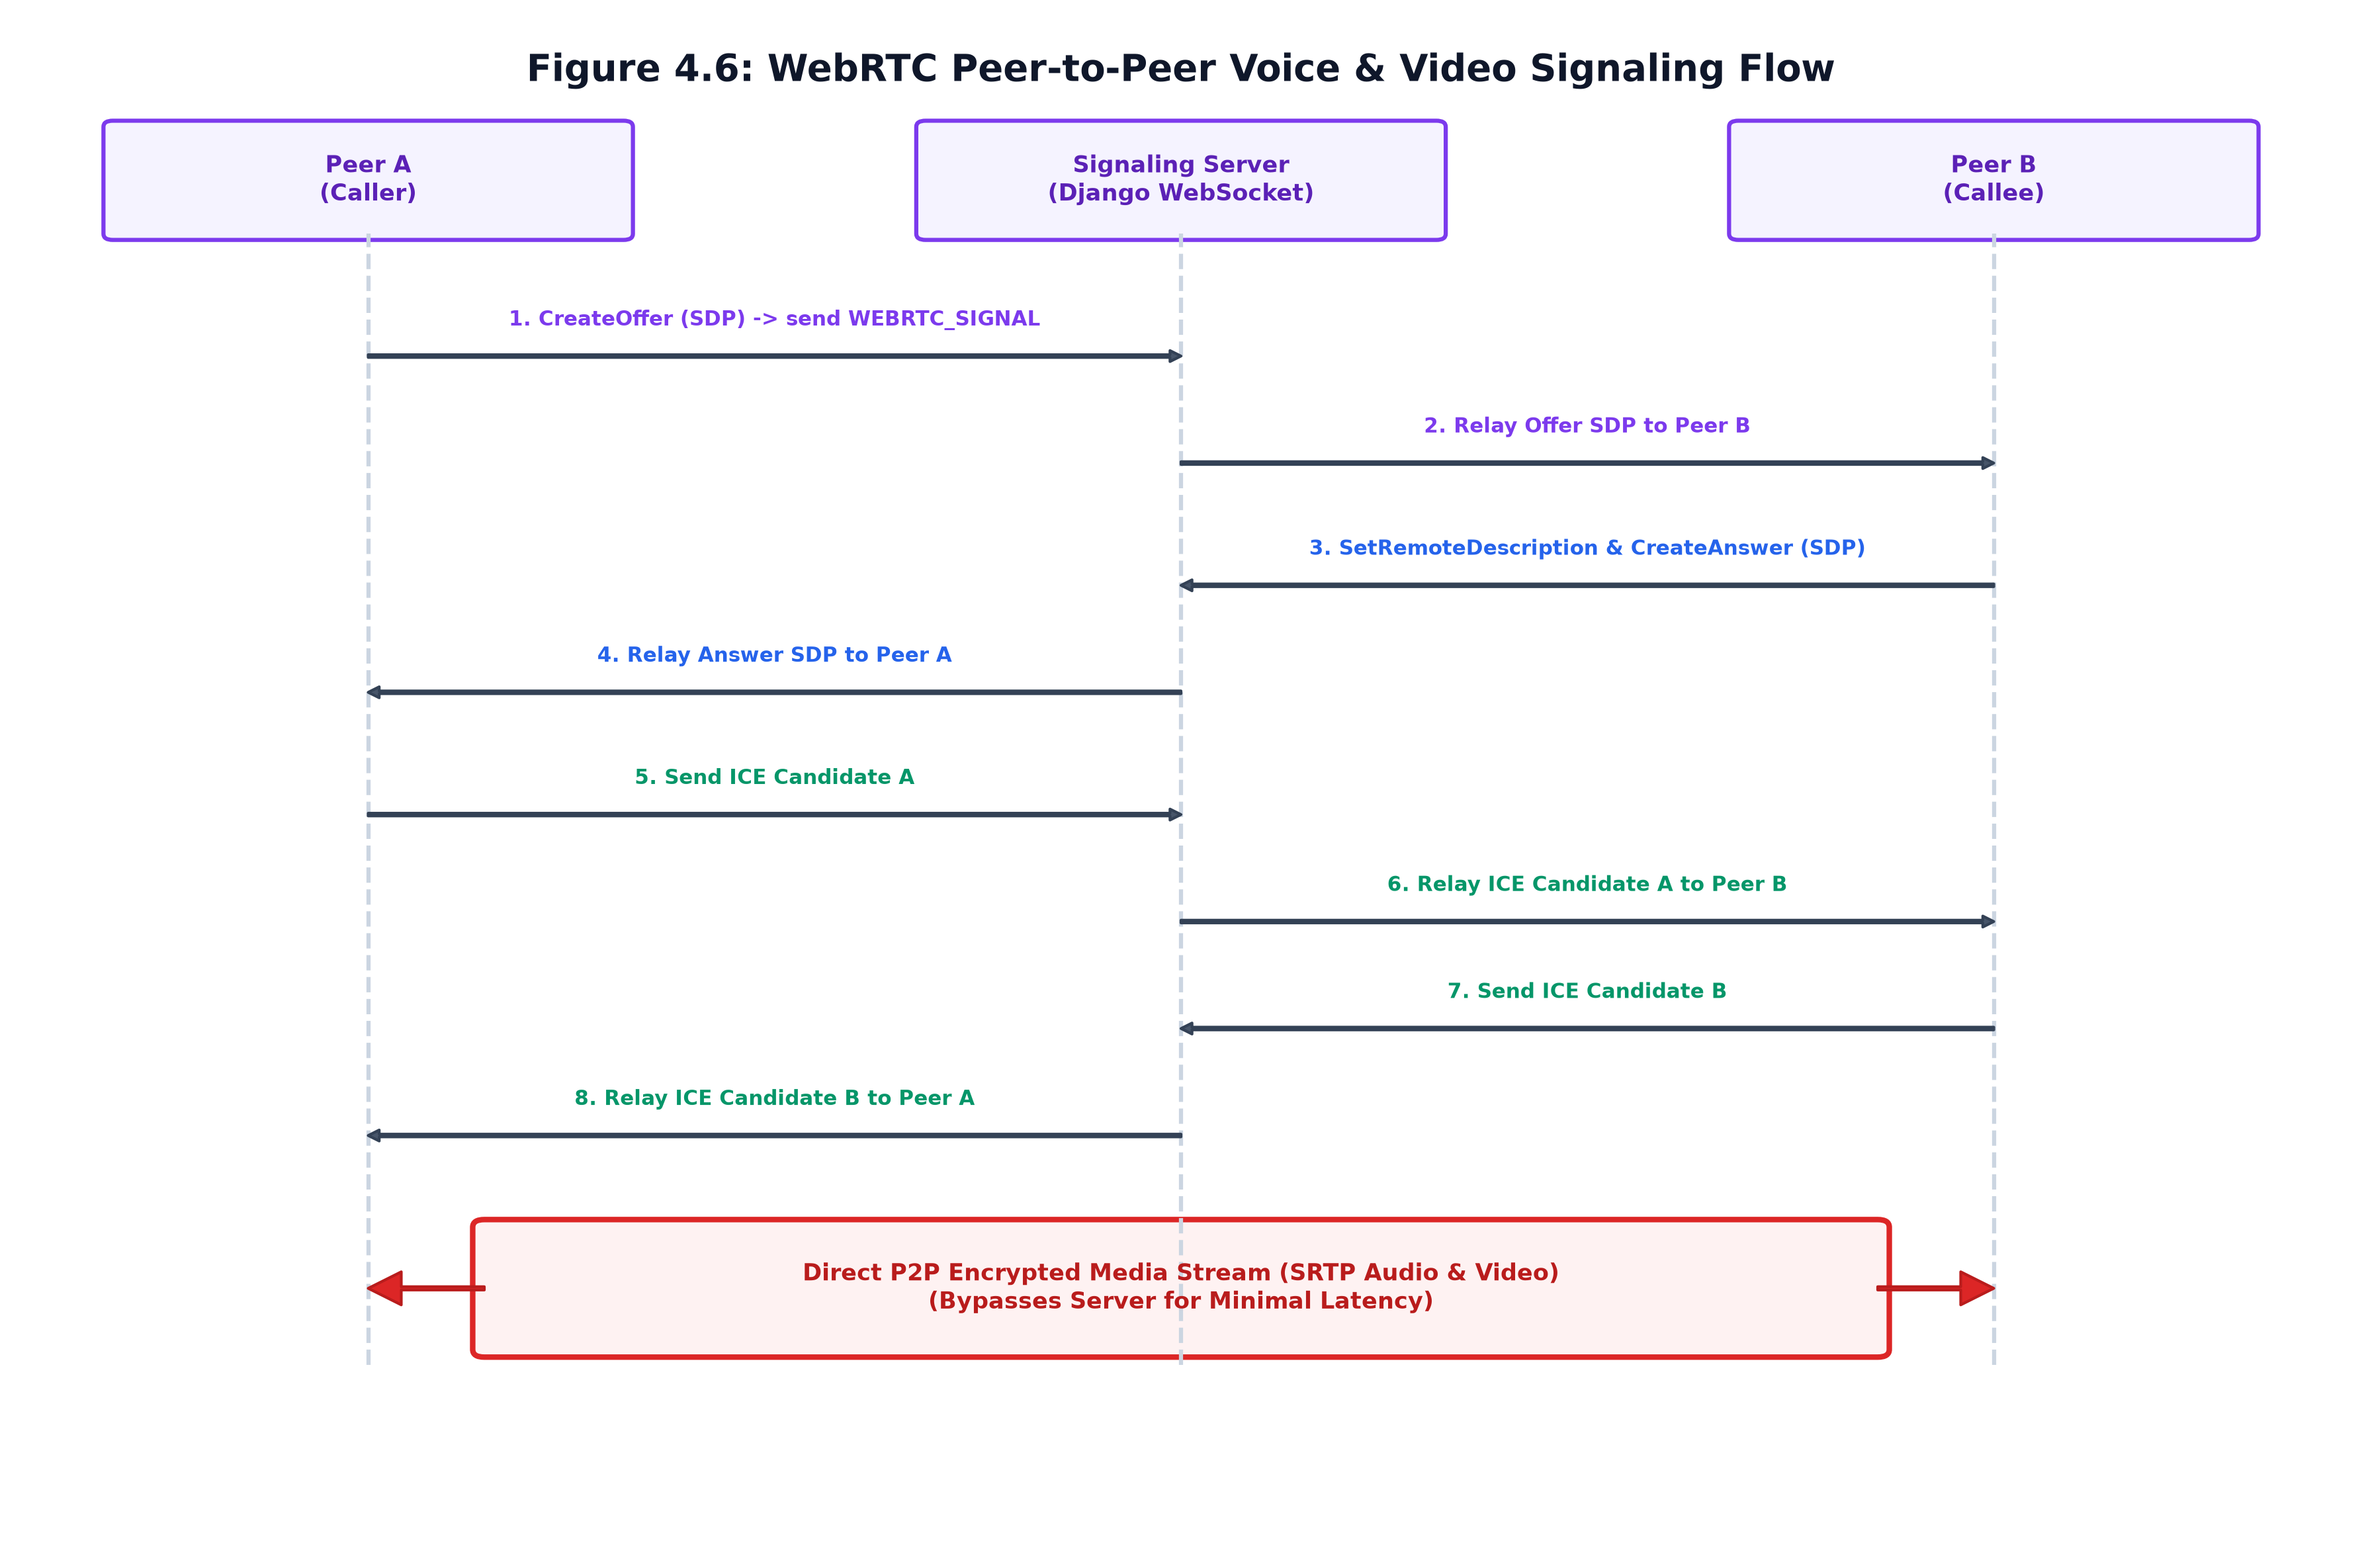 Figure 4.6: WebRTC Peer-to-Peer Voice & Video Signaling Flow
Peer A
(Caller)
Signaling Server
(Django WebSocket)
Peer B
(Callee)
1. CreateOffer (SDP) -> send WEBRTC_SIGNAL
2. Relay Offer SDP to Peer B
3. SetRemoteDescription & CreateAnswer (SDP)
4. Relay Answer SDP to Peer A
5. Send ICE Candidate A
6. Relay ICE Candidate A to Peer B
7. Send ICE Candidate B
8. Relay ICE Candidate B to Peer A
Direct P2P Encrypted Media Stream (SRTP Audio & Video)
(Bypasses Server for Minimal Latency)